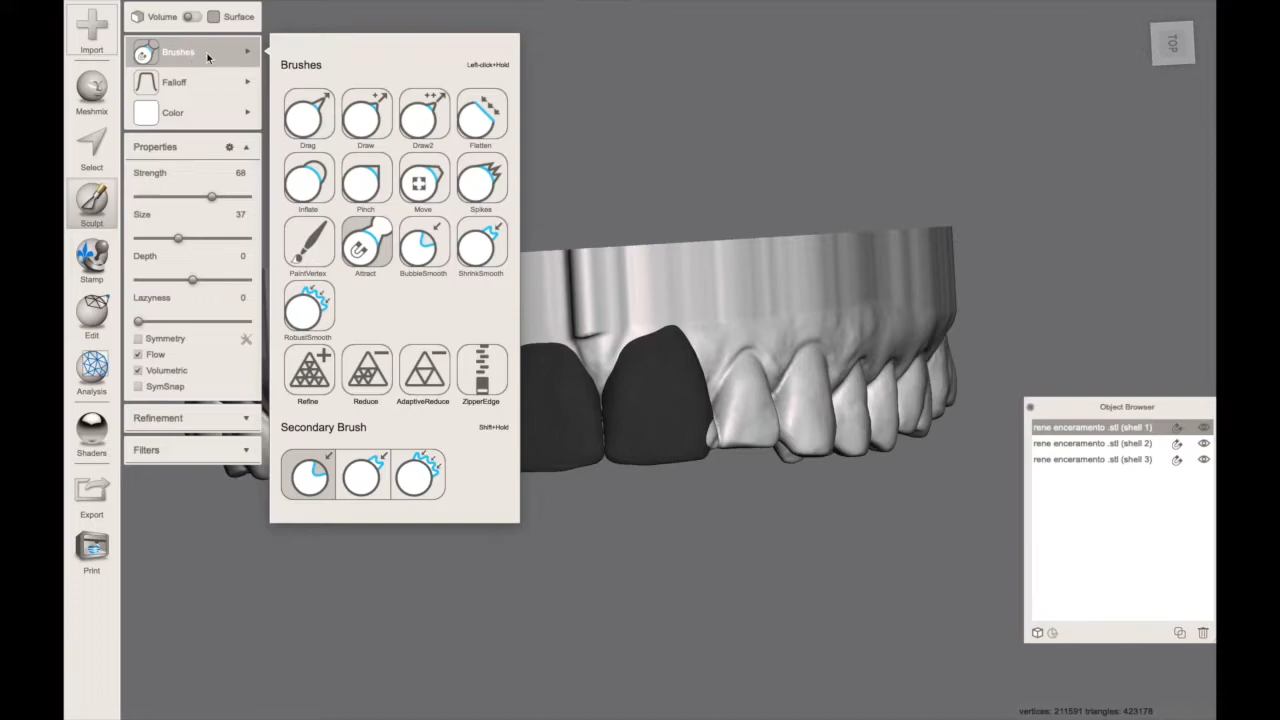 Import
Meshmix
Select
Sculpt
Stamp
Edit
Analysis
Shaders
Export
Print
Volume Surface
Brushes
Falloff
Color
Properties
Strength 68
Size 37
Depth 0
Lazyness 0
Symmetry
Flow
Volumetric
SymSnap
Refinement
Filters
Brushes Left-click+Hold
Drag Draw Draw2 Flatten
Inflate Pinch Move Spikes
PaintVertex Attract BubbleSmooth ShrinkSmooth
RobustSmooth
Refine Reduce AdaptiveReduce ZipperEdge
Secondary Brush Shift+Hold
TOP
Object Browser
rene enceramento .stl (shell 1)
rene enceramento .stl (shell 2)
rene enceramento .stl (shell 3)
vertices: 211591 triangles: 423178